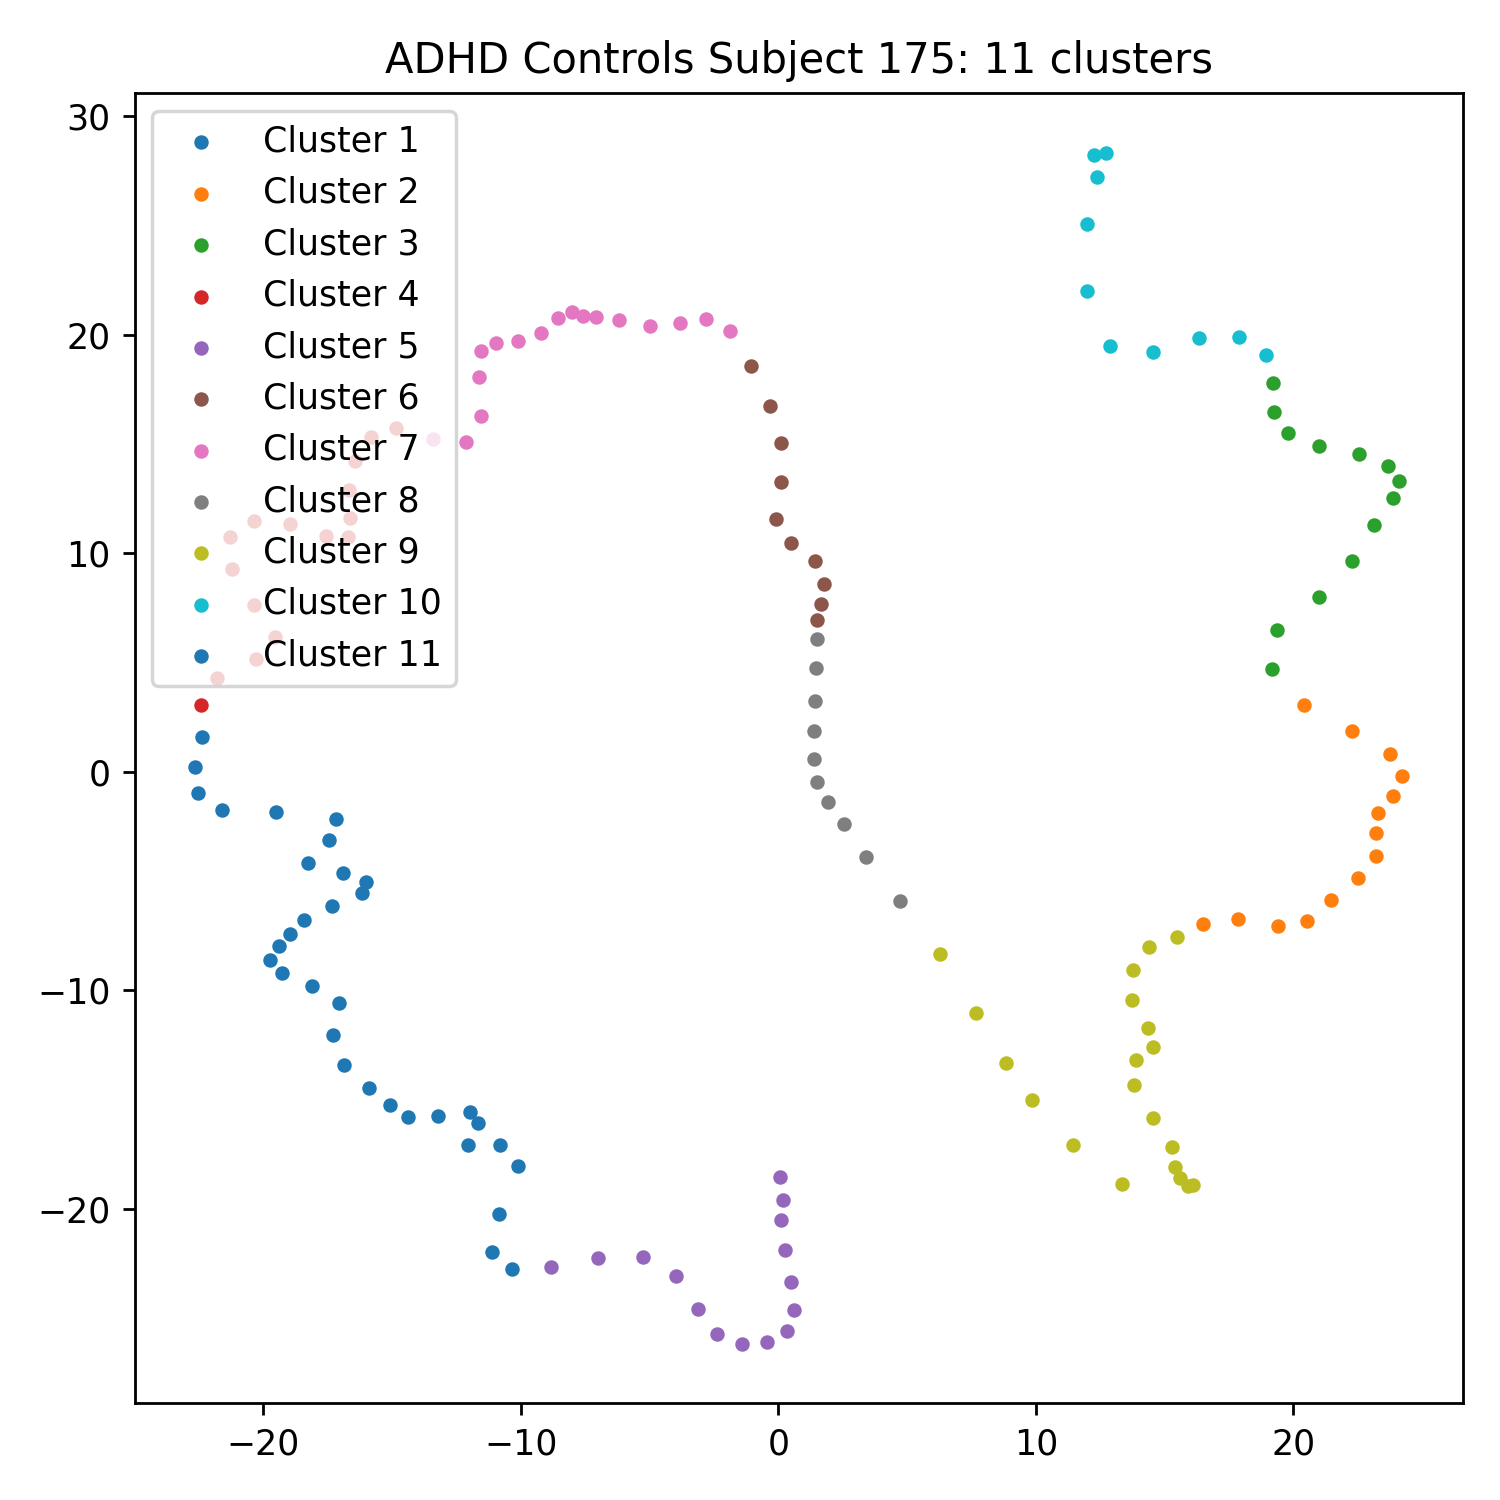 ADHD Controls Subject 175: 11 clusters
30
20
10
0
−10
−20
Cluster 1
Cluster 2
Cluster 3
Cluster 4
Cluster 5
Cluster 6
Cluster 7
Cluster 8
Cluster 9
Cluster 10
Cluster 11
−20
−10
0
10
20